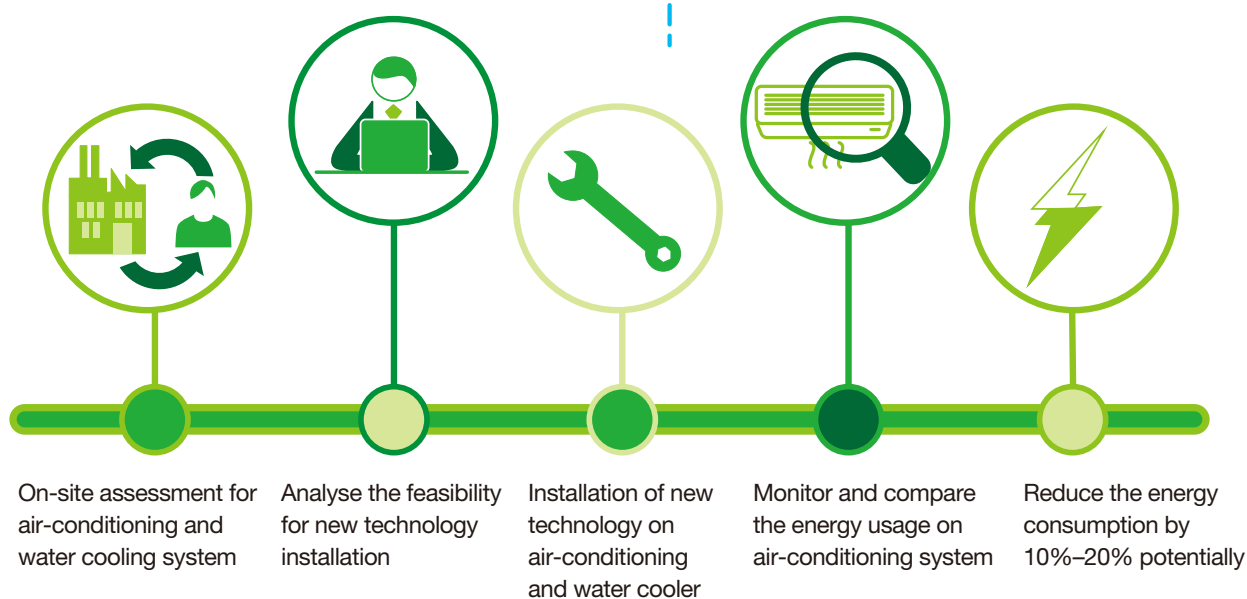 On-site assessment for
air-conditioning and
water cooling system
Analyse the feasibility
for new technology
installation
Installation of new
technology on
air-conditioning
and water cooler
Monitor and compare
the energy usage on
air-conditioning system
Reduce the energy
consumption by
10%–20% potentially